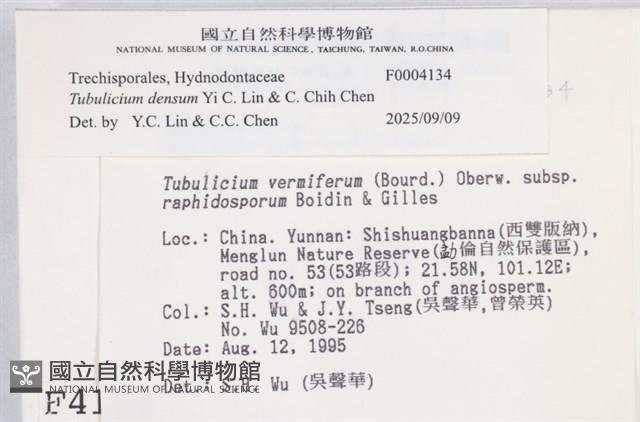 國立自然科學博物館
NATIONAL MUSEUM OF NATURAL SCIENCE, TAICHUNG, TAIWAN, R.O.CHINA
Trechisporales, Hydnodontaceae F0004134
Tubulicium densum Yi C. Lin & C. Chih Chen
Det. by Y.C. Lin & C.C. Chen 2025/09/09
34
Tubulicium vermiferum (Bourd.) Oberw. subsp.
raphidosporum Boidin & Gilles
Loc.: China. Yunnan: Shishuangbanna(西雙版納),
Menglun Nature Reserve(勐倫自然保護區),
road no. 53(53路段); 21.58N, 101.12E;
alt. 600m; on branch of angiosperm.
Col.: S.H. Wu & J.Y. Tseng(吳聲華,曾榮英)
No. Wu 9508-226
Date: Aug. 12, 1995
Det.: S.H. Wu (吳聲華)
國立自然科學博物館
NATIONAL MUSEUM OF NATURAL SCIENCE
F41